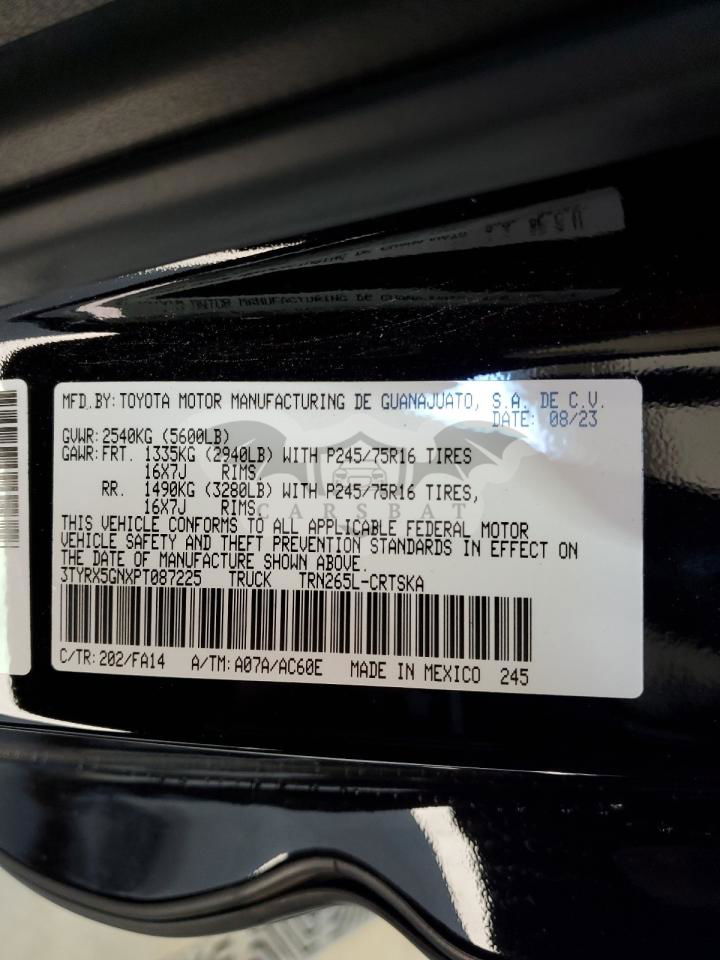 MFD. BY: TOYOTA MOTOR MANUFACTURING DE GUANAJUATO, S.A. DE C.V.
DATE: 08/23
GVWR: 2540KG (5600LB)
GAWR: FRT. 1335KG (2940LB) WITH P245/75R16 TIRES
16X7J RIMS.
RR. 1490KG (3280LB) WITH P245/75R16 TIRES,
16X7J RIMS.
CARSBAT
THIS VEHICLE CONFORMS TO ALL APPLICABLE FEDERAL MOTOR
VEHICLE SAFETY AND THEFT PREVENTION STANDARDS IN EFFECT ON
THE DATE OF MANUFACTURE SHOWN ABOVE.
3TYRX5GNXPT087225 TRUCK TRN265L-CRTSKA
C/TR: 202/FA14 A/TM: A07A/AC60E MADE IN MEXICO 245